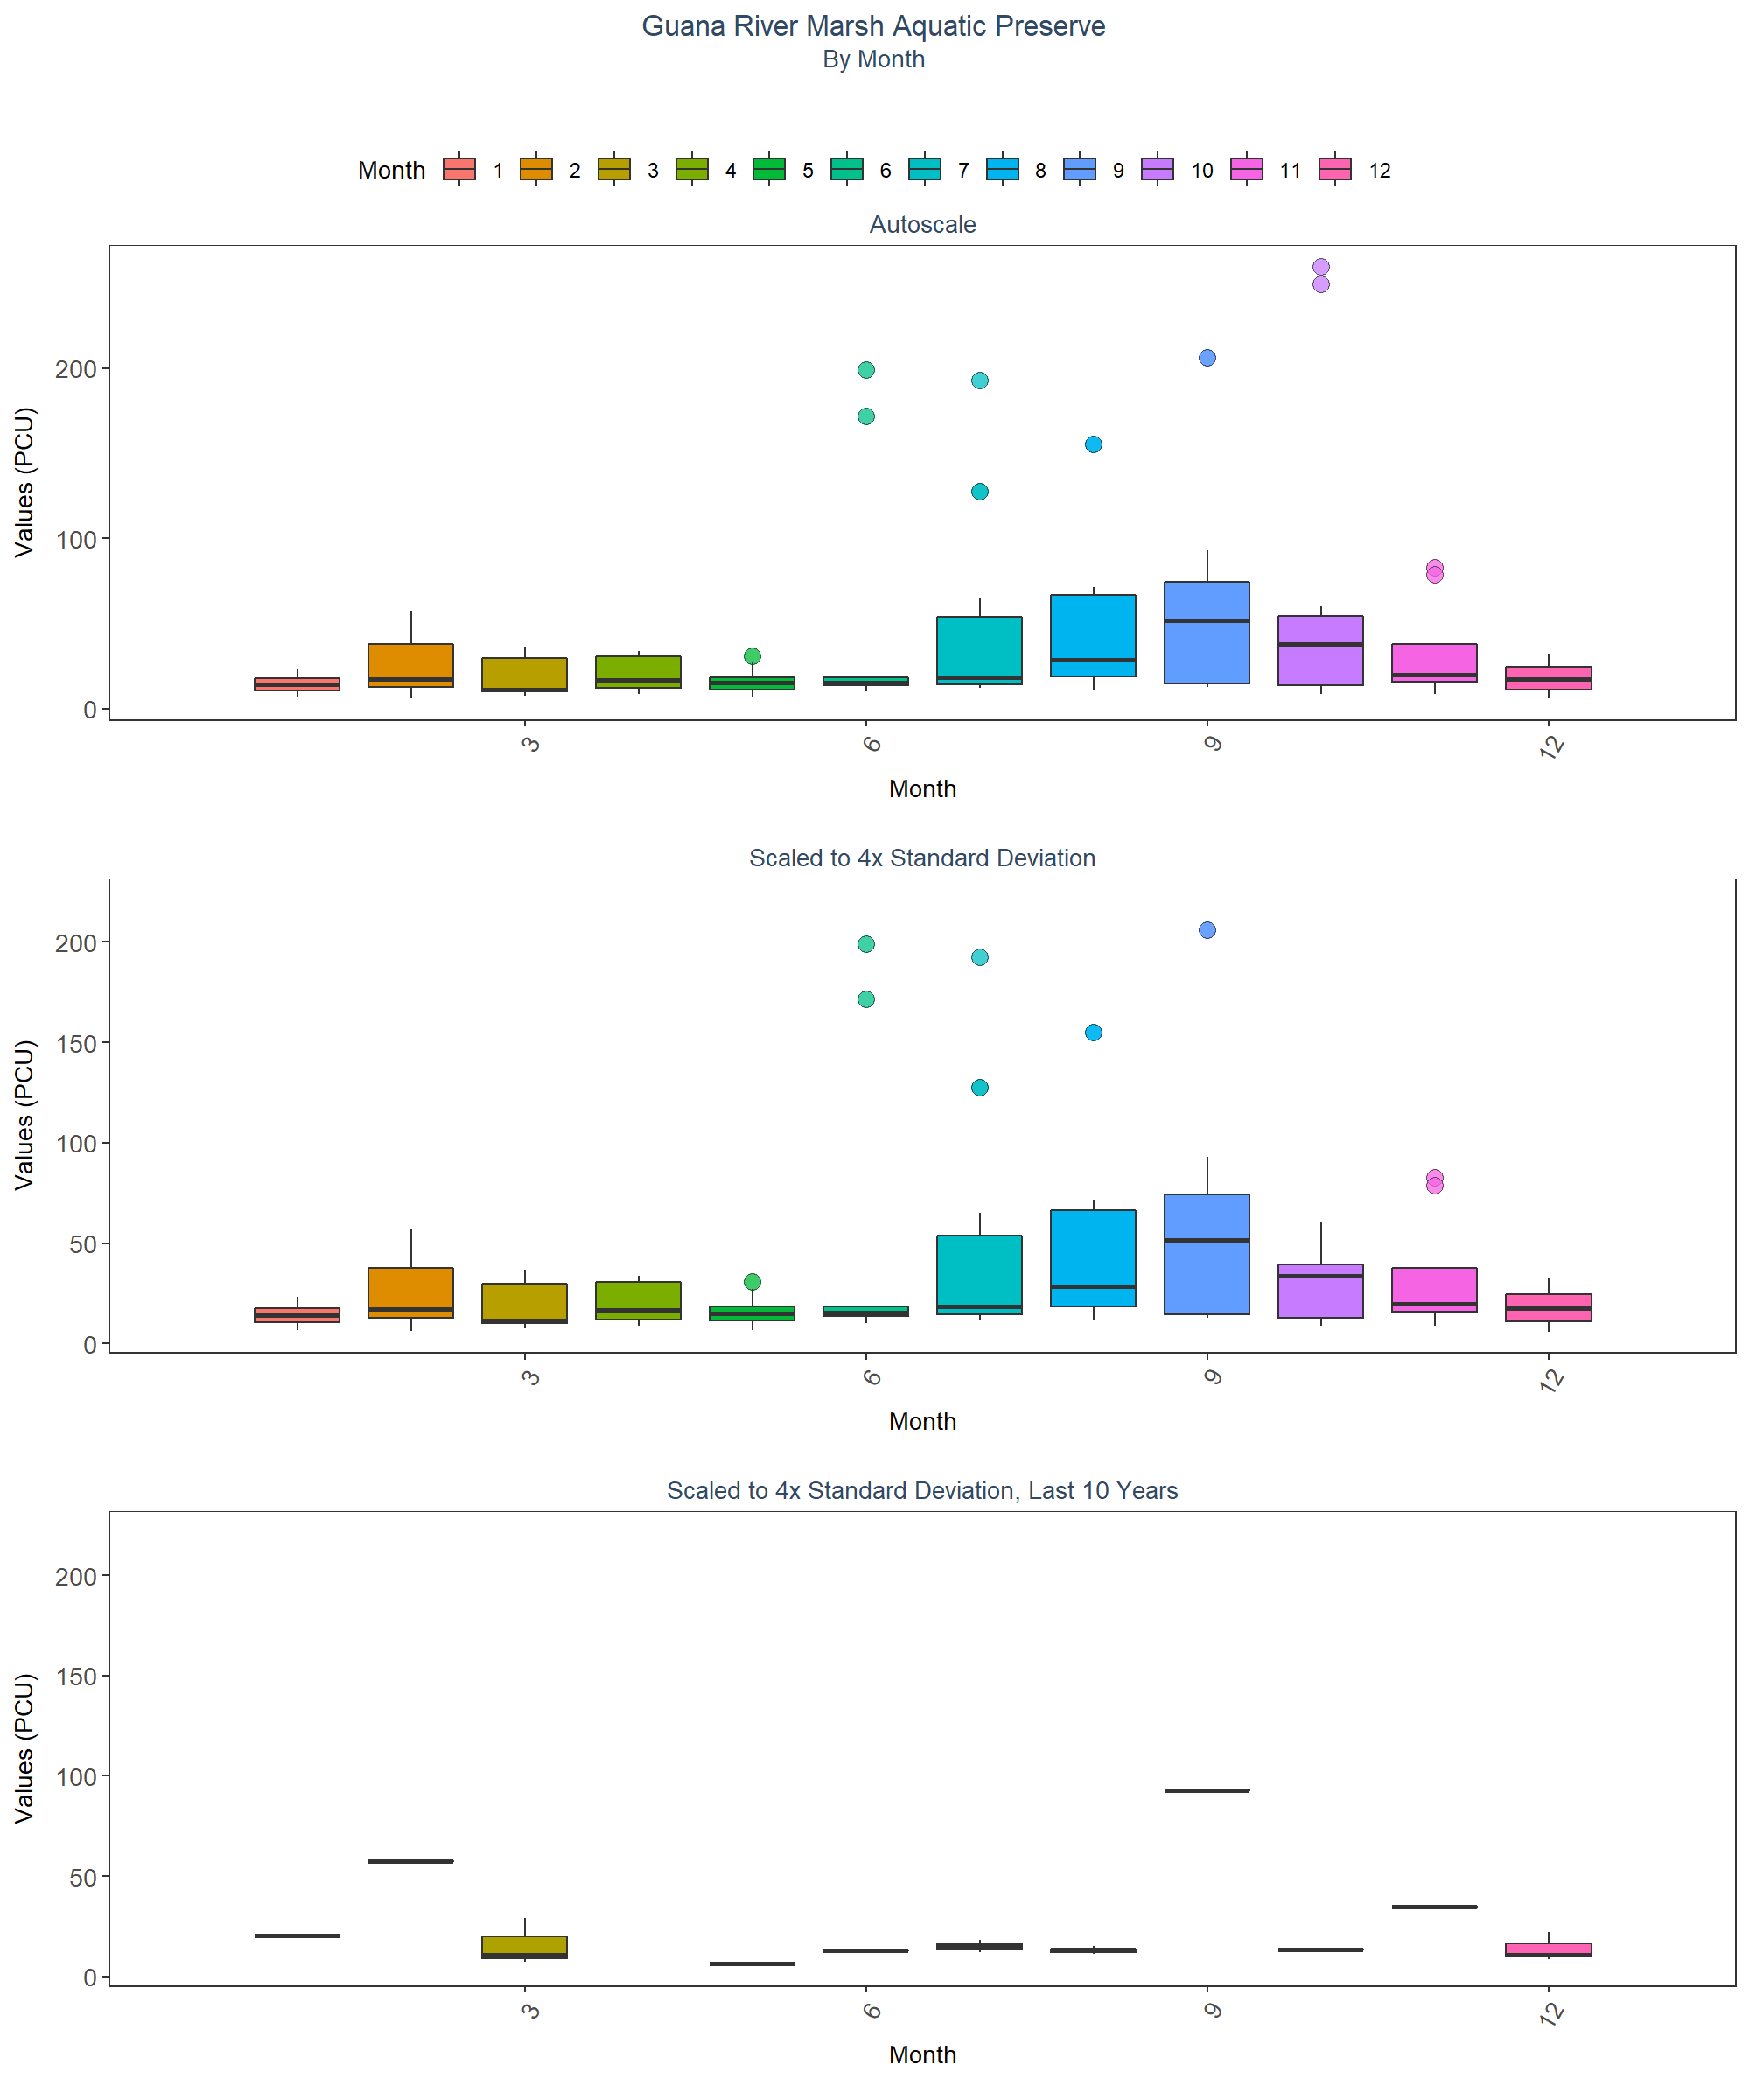 Guana River Marsh Aquatic Preserve
By Month
Month 1 2 3 4 5 6 7 8 9 10 11 12
Autoscale
Values (PCU)
200
100
0
3 6 9 12
Month
Scaled to 4x Standard Deviation
Values (PCU)
200
150
100
50
0
3 6 9 12
Month
Scaled to 4x Standard Deviation, Last 10 Years
Values (PCU)
200
150
100
50
0
3 6 9 12
Month